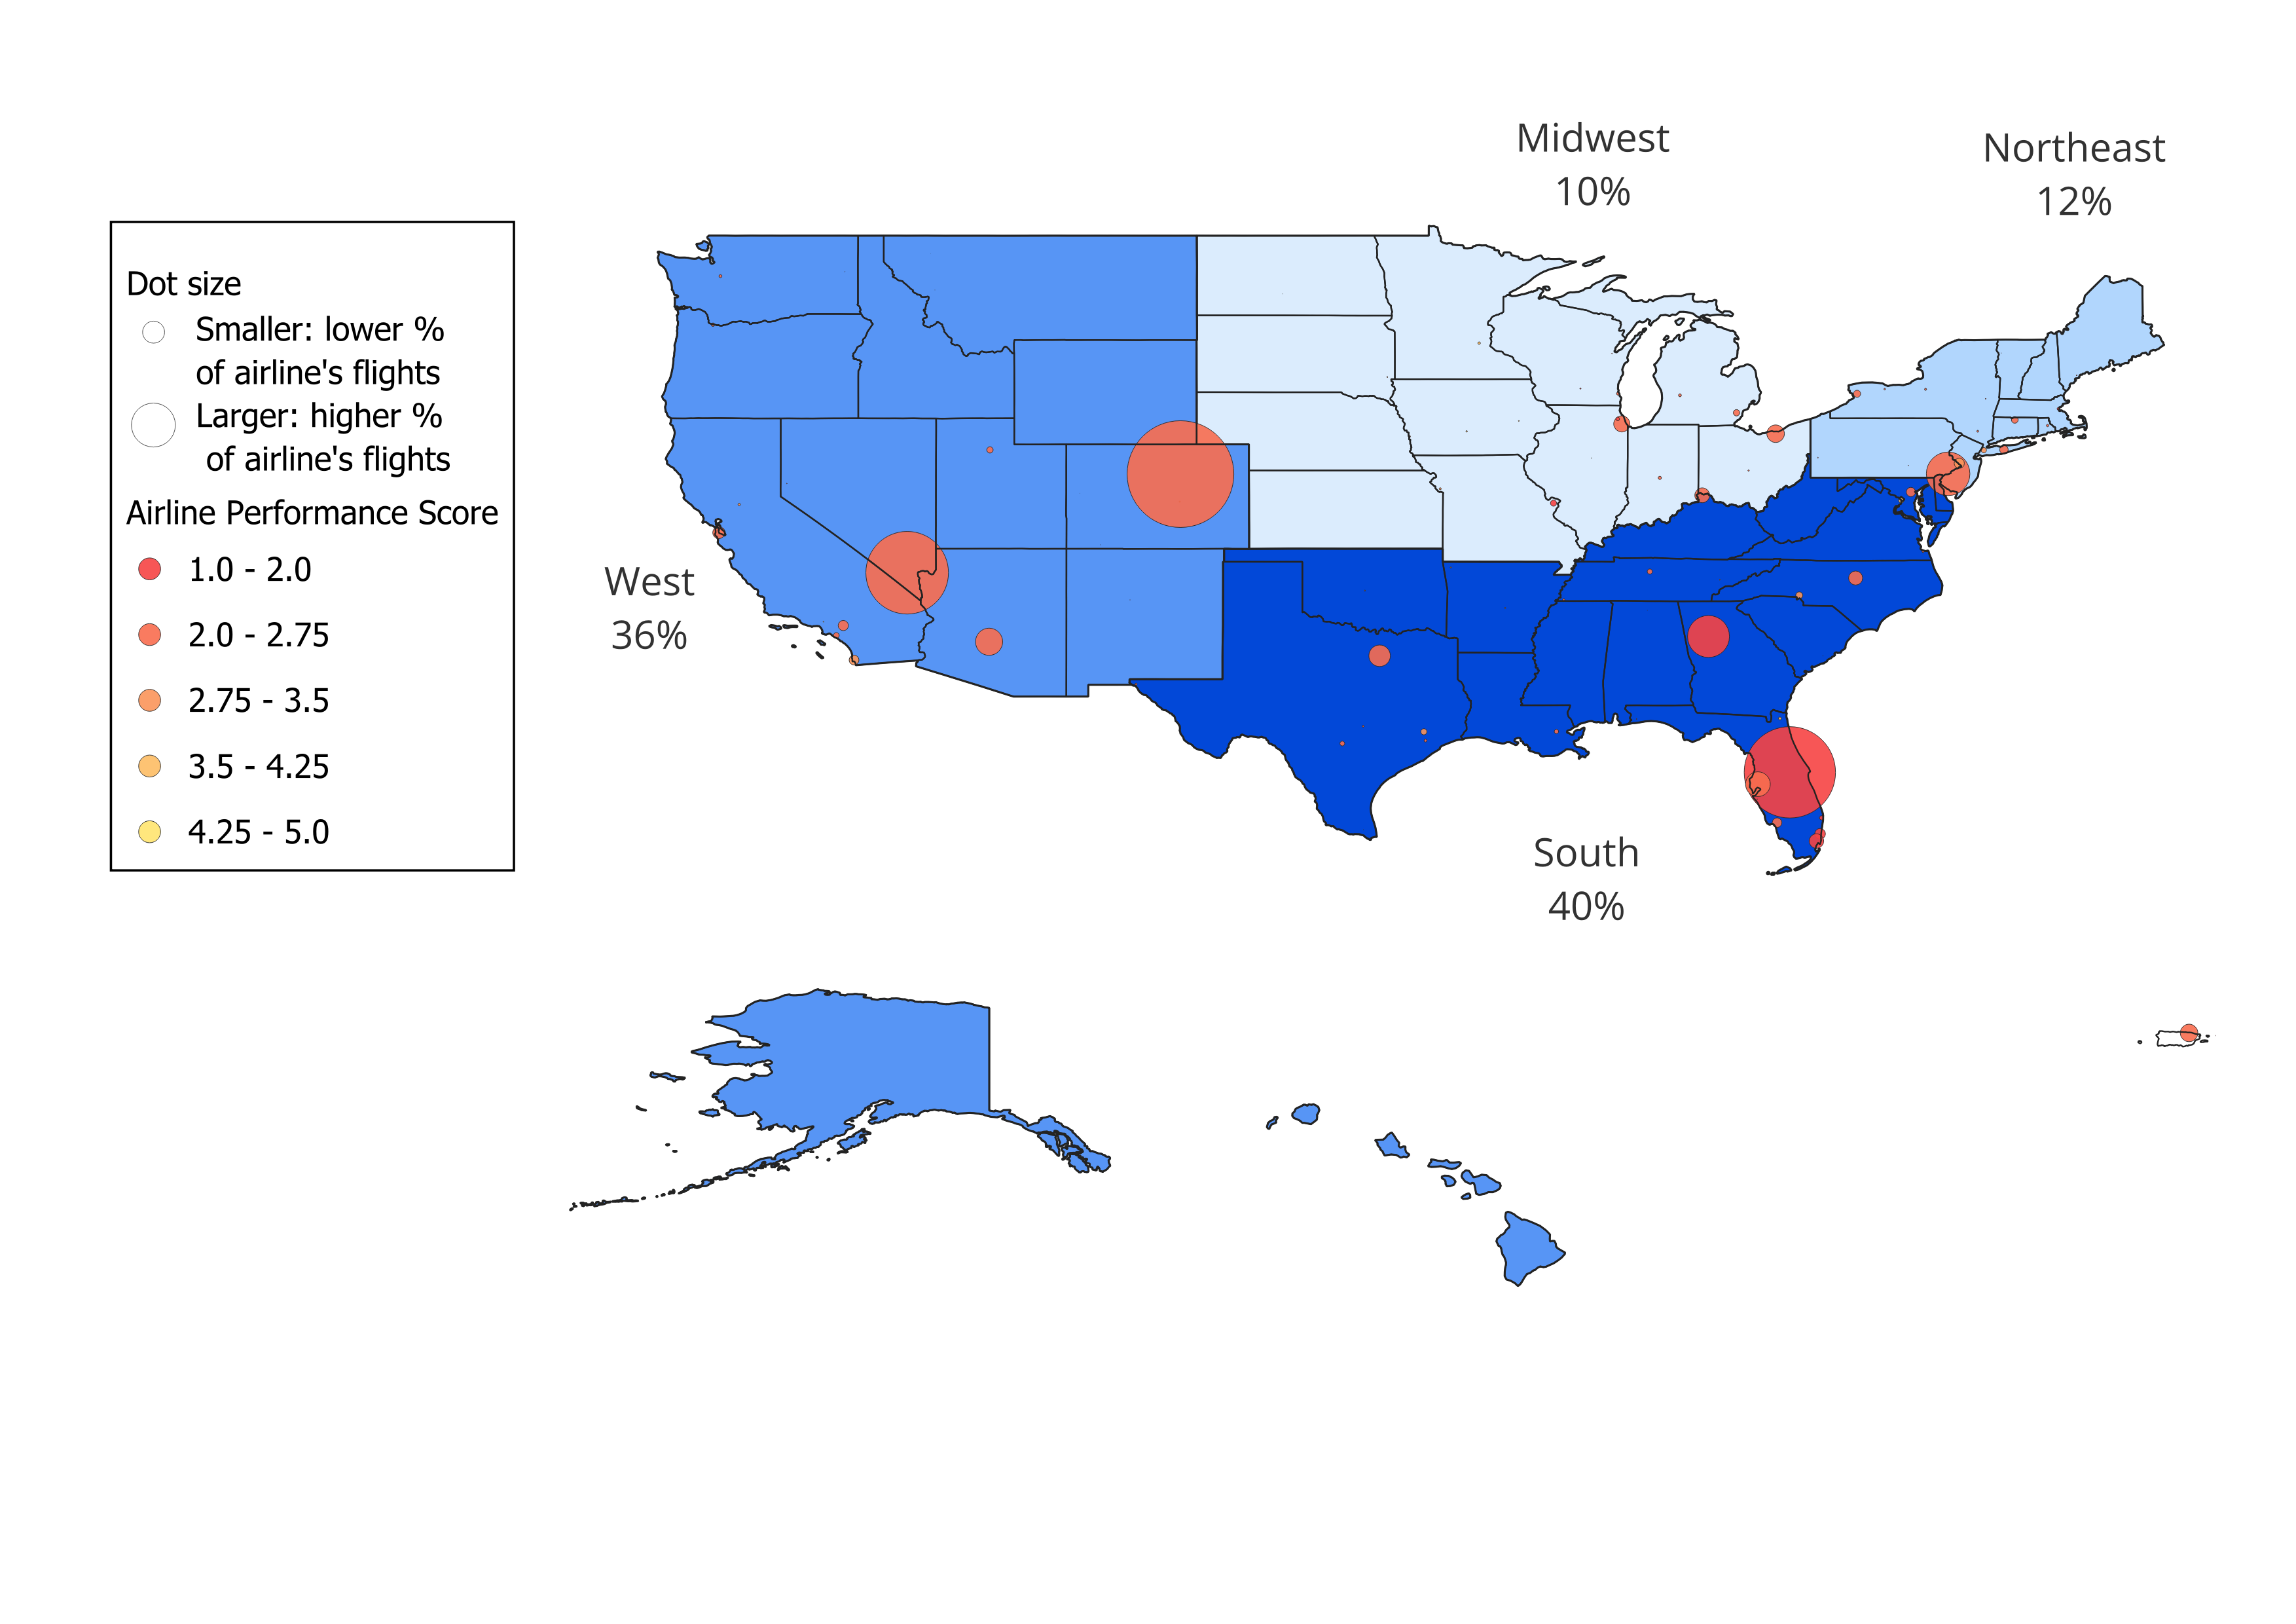 Midwest
10%
Northeast
12%
Dot size
Smaller: lower %
of airline's flights
Larger: higher %
of airline's flights
Airline Performance Score
1.0 - 2.0
2.0 - 2.75
2.75 - 3.5
3.5 - 4.25
4.25 - 5.0
West
36%
South
40%